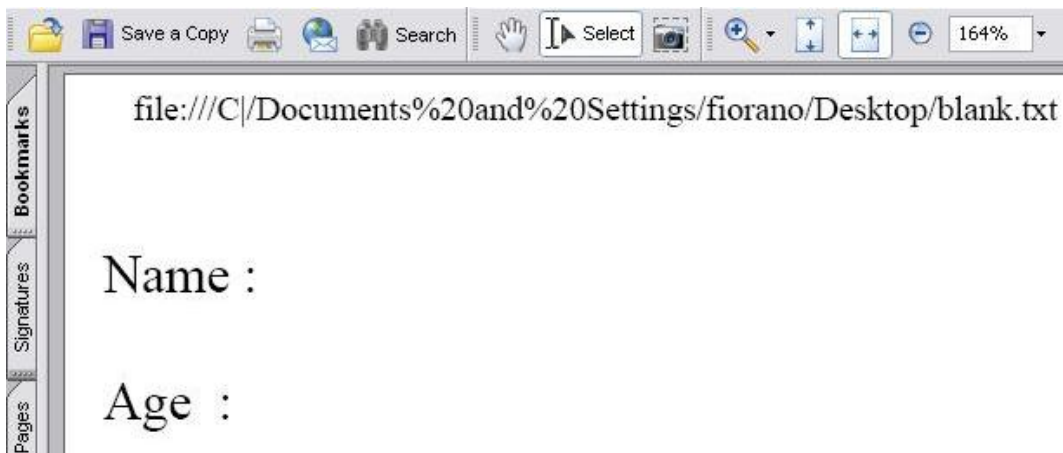 Save a Copy Search Select 164%
Bookmarks
Signatures
Pages
file:///C|/Documents%20and%20Settings/fiorano/Desktop/blank.txt
Name :
Age :